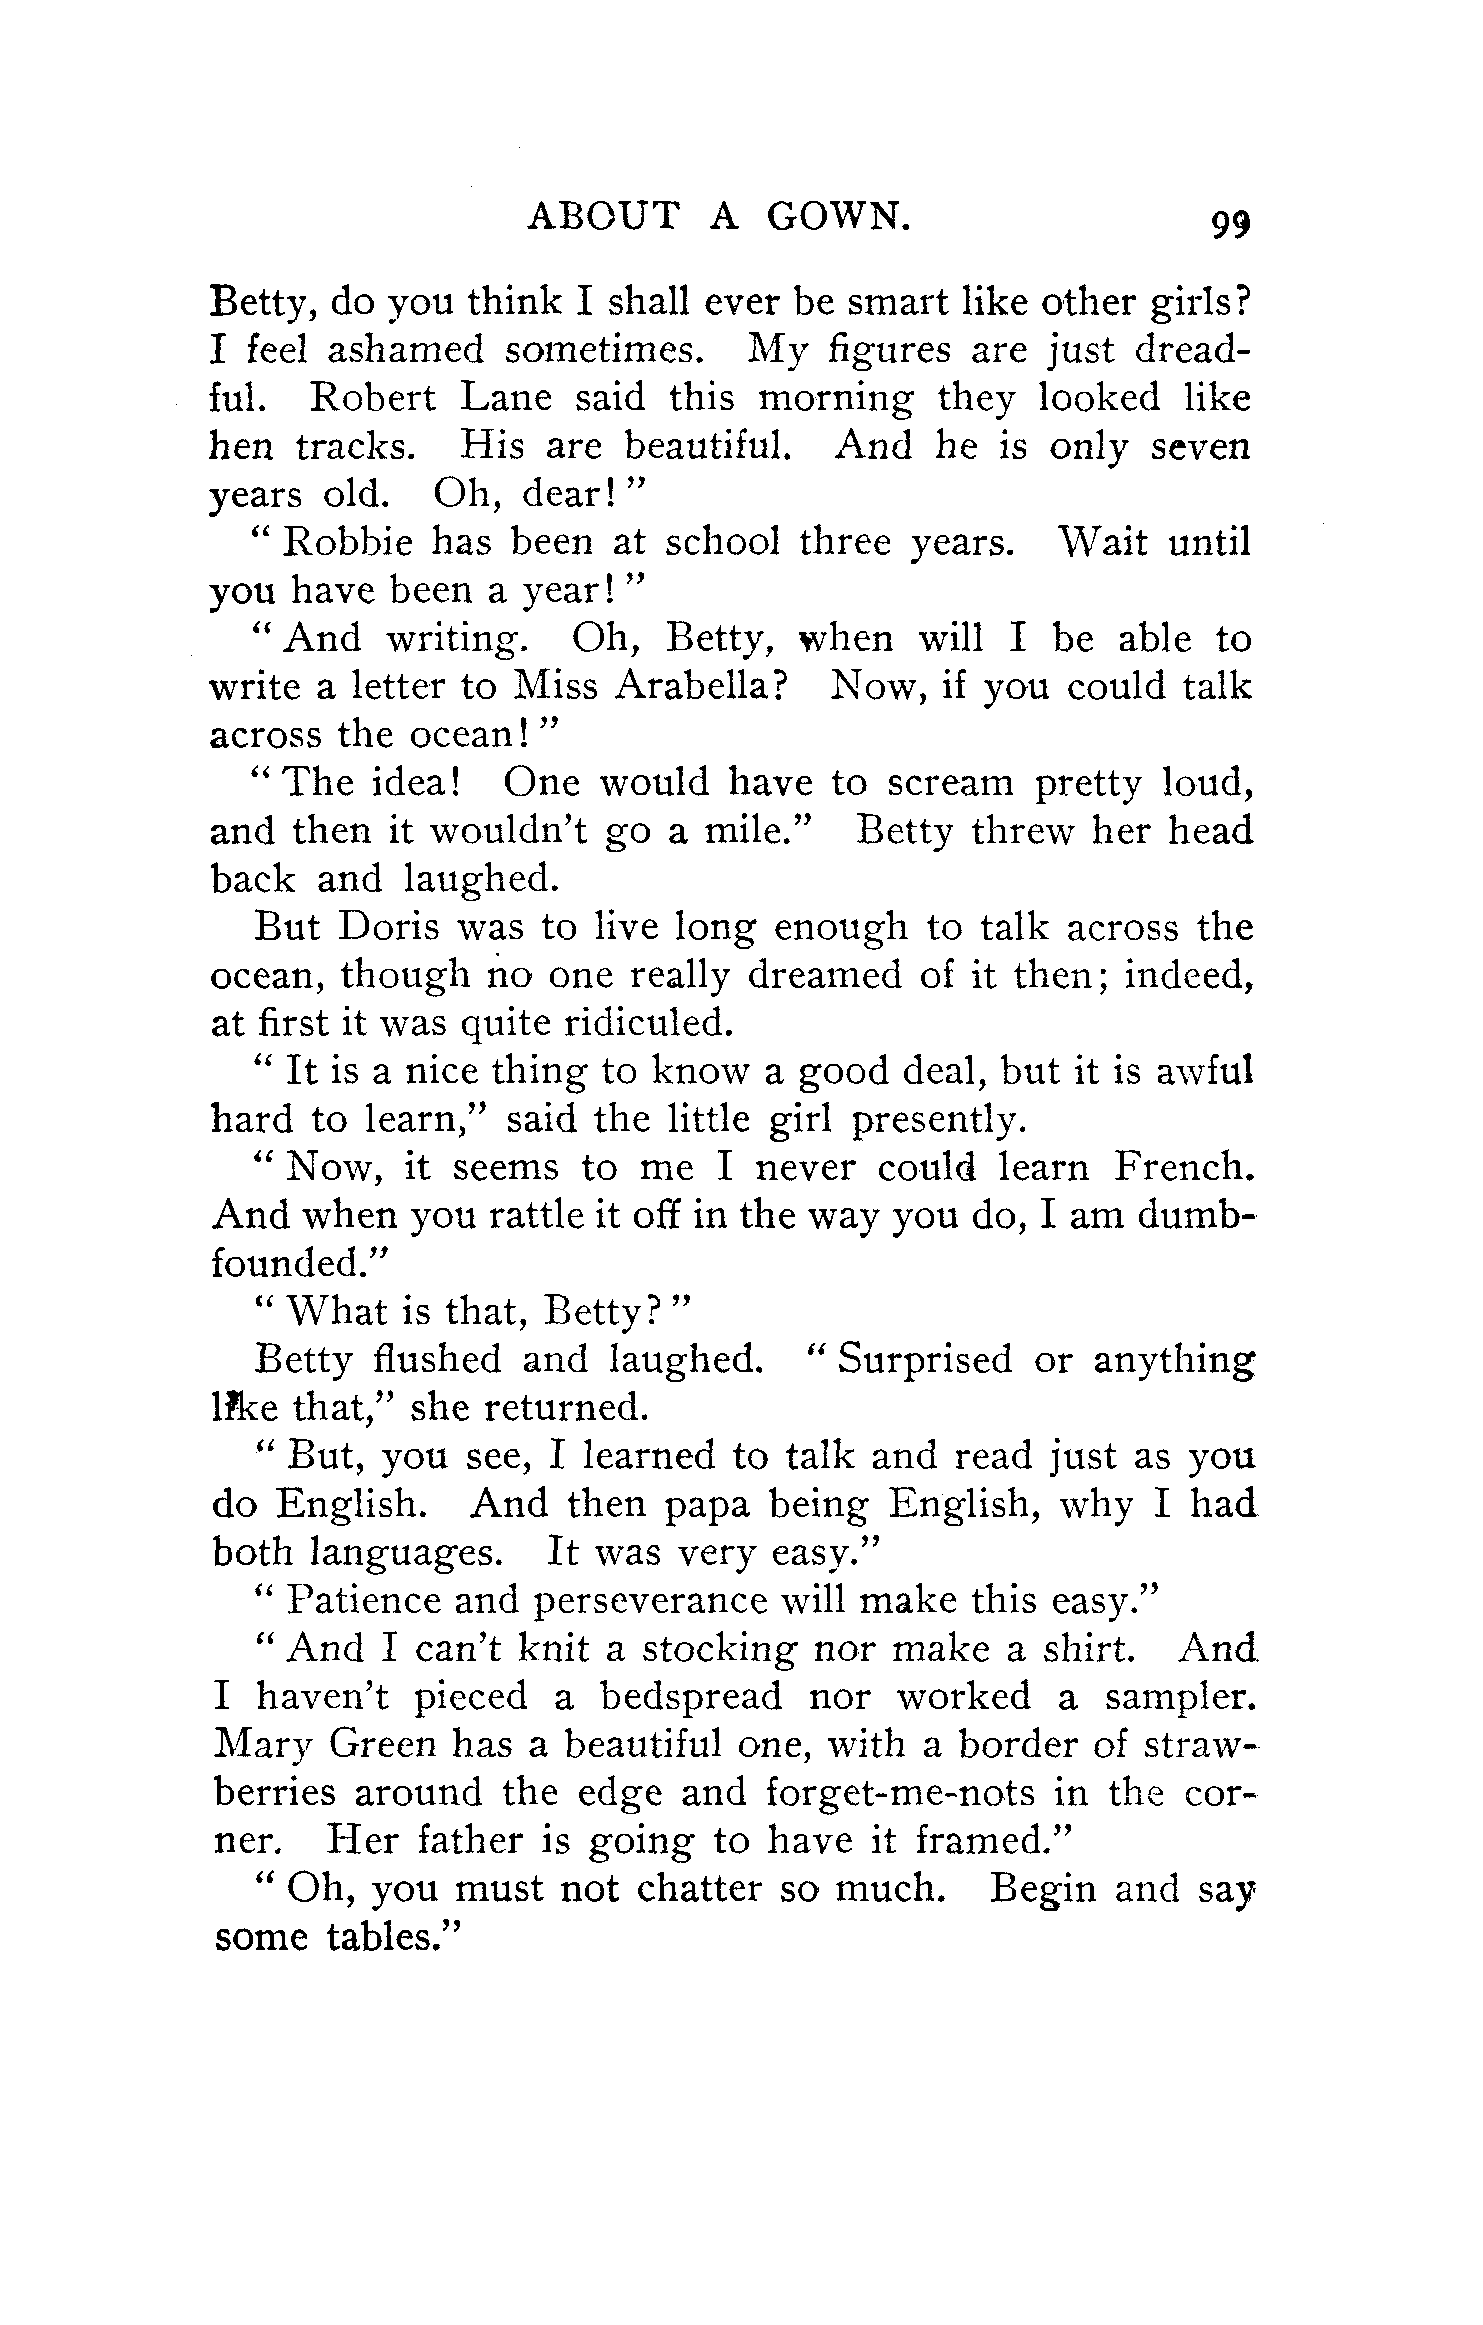 ABOUT A GOWN. 99
Betty, do you think I shall ever be smart like other girls?
I feel ashamed sometimes. My figures are just dread-
ful. Robert Lane said this morning they looked like
hen tracks. His are beautiful. And he is only seven
years old. Oh, dear!"
"Robbie has been at school three years. Wait until
you have been a year!"
"And writing. Oh, Betty, when will I be able to
write a letter to Miss Arabella? Now, if you could talk
across the ocean!"
"The idea! One would have to scream pretty loud,
and then it wouldn't go a mile." Betty threw her head
back and laughed.
But Doris was to live long enough to talk across the
ocean, though no one really dreamed of it then; indeed,
at first it was quite ridiculed.
"It is a nice thing to know a good deal, but it is awful
hard to learn," said the little girl presently.
"Now, it seems to me I never could learn French.
And when you rattle it off in the way you do, I am dumb-
founded."
"What is that, Betty?"
Betty flushed and laughed. "Surprised or anything
like that," she returned.
"But, you see, I learned to talk and read just as you
do English. And then papa being English, why I had
both languages. It was very easy."
"Patience and perseverance will make this easy."
"And I can't knit a stocking nor make a shirt. And
I haven't pieced a bedspread nor worked a sampler.
Mary Green has a beautiful one, with a border of straw-
berries around the edge and forget-me-nots in the cor-
ner. Her father is going to have it framed."
"Oh, you must not chatter so much. Begin and say
some tables."